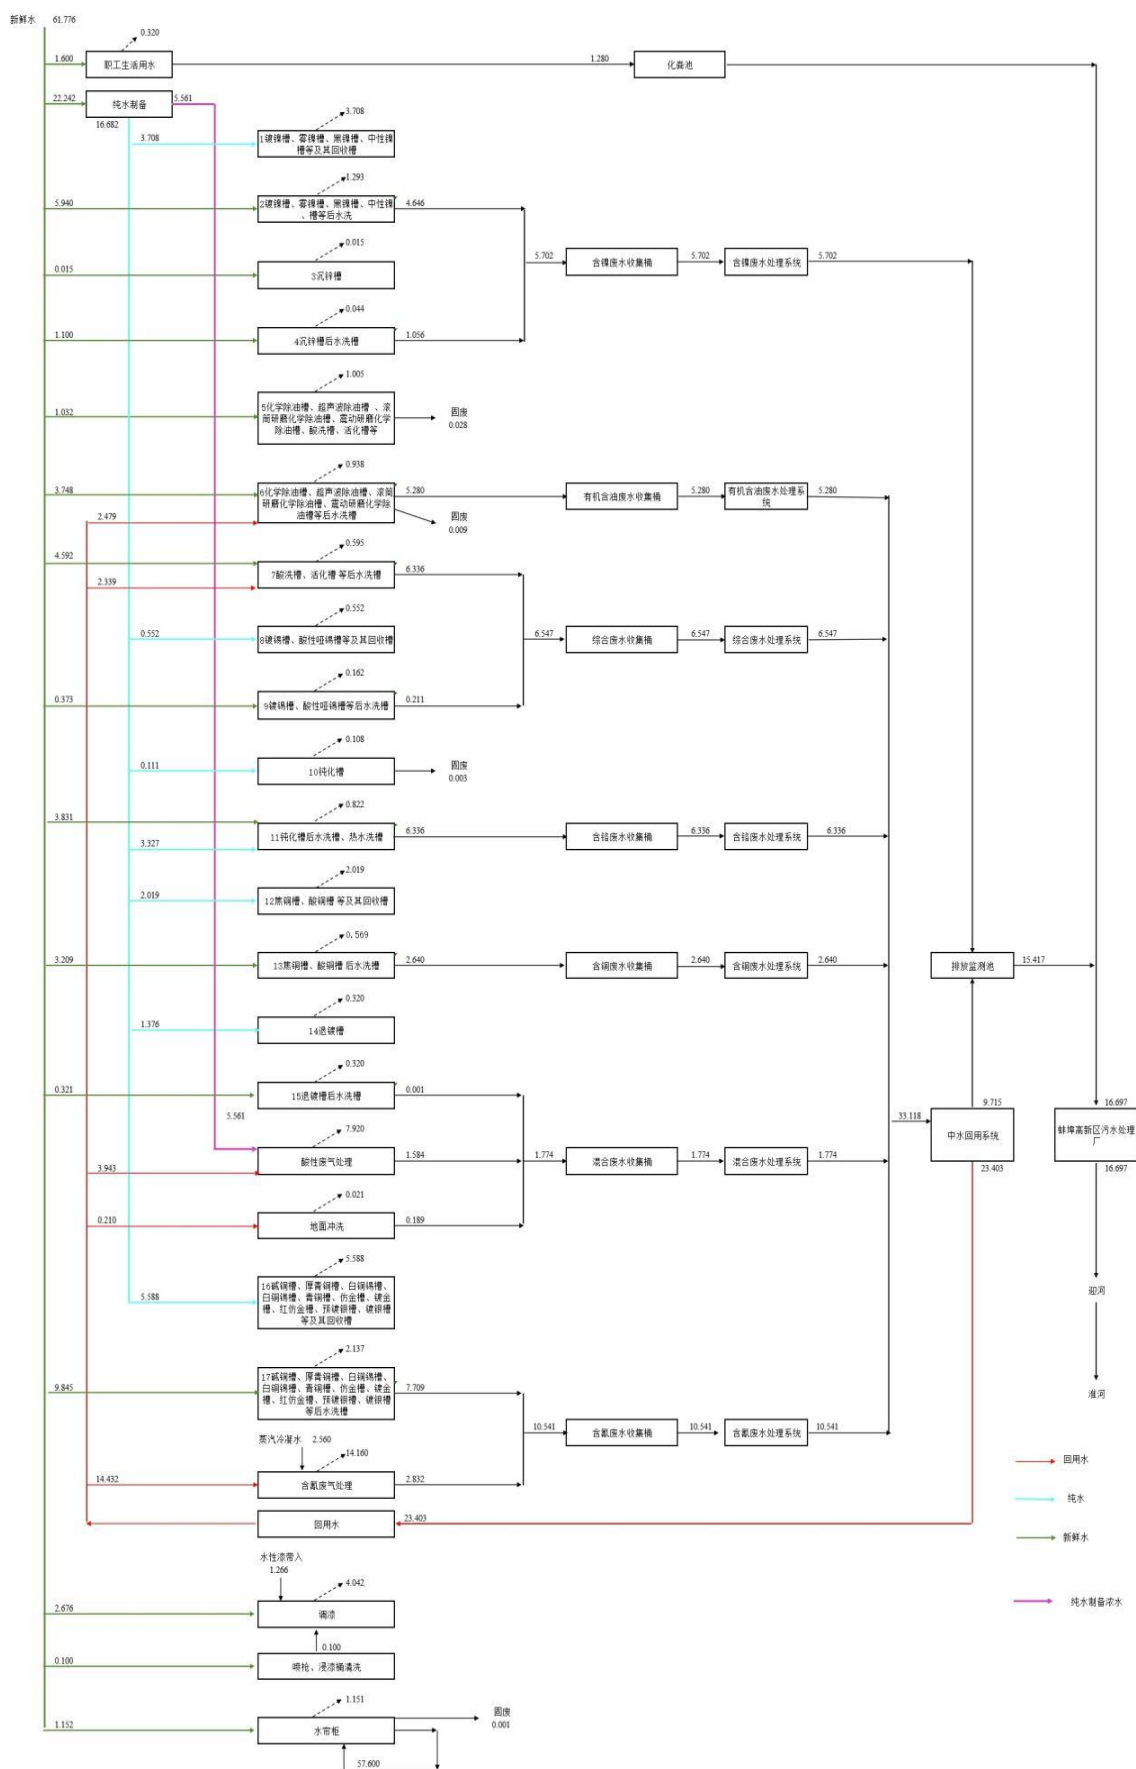 新鲜水 61.776
0.320
1.600 职工生活用水 1.280 化粪池
22.242 纯水制备 5.561
16.682
3.708
3.708
1镀镍槽、雾镍槽、黑镍槽、中性镍
槽等及其回收槽
1.293
5.940
2镀镍槽、雾镍槽、黑镍槽、中性镍
、槽等后水洗
4.646
0.015
5.702 含镍废水收集桶 5.702 含镍废水处理系统 5.702
0.015 3沉锌槽
0.044
1.100 4沉锌槽后水洗槽 1.056
1.005
1.032
5化学除油槽、超声波除油槽 、滚
筒研磨化学除油槽、震动研磨化学
除油槽、酸洗槽、活化槽等
固废
0.028
0.938
3.748
6化学除油槽、超声波除油槽、滚筒
研磨化学除油槽、震动研磨化学除
油槽等后水洗槽
5.280 有机含油废水收集桶 5.280
有机含油废水处理系
统
5.280
2.479
固废
0.009
0.595
4.592
7酸洗槽、活化槽 等后水洗槽 6.336
2.339
0.552
0.552 8镀锡槽、酸性哑锡槽等及其回收槽
6.547 综合废水收集桶 6.547 综合废水处理系统 6.547
0.162
0.373 9镀锡槽、酸性哑锡槽等后水洗槽 0.211
0.108
0.111 10钝化槽
固废
0.003
0.822
3.831
11钝化槽后水洗槽、热水洗槽 6.336 含铬废水收集桶 6.336 含铬废水处理系统 6.336
3.327
2.019
2.019 12焦铜槽、酸铜槽 等及其回收槽
0.569
3.209 13焦铜槽、酸铜槽 后水洗槽 2.640 含铜废水收集桶 2.640 含铜废水处理系统 2.640 排放监测池 15.417
0.320
1.376 14退镀槽
0.320
0.321 15退镀槽后水洗槽 0.001
5.561
7.920
33.118 中水回用系统 9.715
23.403
16.697
蚌埠高新区污水处理
厂
16.697
酸性废气处理 1.584
3.943
1.774 混合废水收集桶 1.774 混合废水处理系统 1.774
0.021
0.210 地面冲洗 0.189
5.588
5.588
16碱铜槽、厚青铜槽、白铜锡槽、
白铜锡槽、青铜槽、仿金槽、镀金
槽、红仿金槽、预镀银槽、镀银槽
等及其回收槽
迎河
2.137
9.845
17碱铜槽、厚青铜槽、白铜锡槽、
白铜锡槽、青铜槽、仿金槽、镀金
槽、红仿金槽、预镀银槽、镀银槽
等后水洗槽
7.709
淮河
10.541 含氰废水收集桶 10.541 含氰废水处理系统 10.541
蒸汽冷凝水 2.560
14.160
14.432 含氰废气处理 2.832
回用水 23.403
回用水
纯水
新鲜水
纯水制备浓水
水性漆带入
1.266
4.042
2.676 调漆
0.100
0.100 喷枪、浸漆桶清洗
1.151
1.152 水帘柜
固废
0.001
57.600